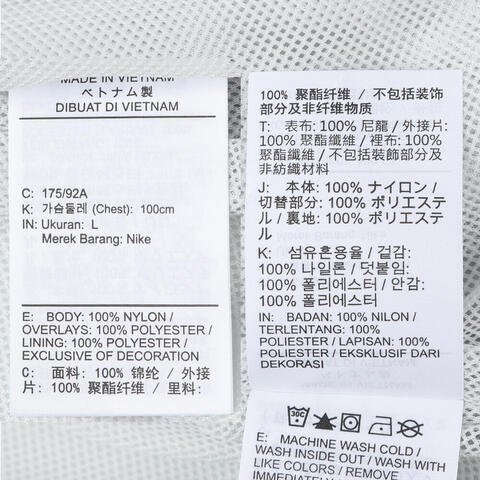 MADE IN VIETNAM
ベトナム製
DIBUAT DI VIETNAM
C: 175/92A
K: 가슴둘레 (Chest): 100cm
IN: Ukuran: L
Merek Barang: Nike
E: BODY: 100% NYLON /
OVERLAYS: 100% POLYESTER /
LINING: 100% POLYESTER /
EXCLUSIVE OF DECORATION
C: 面料: 100% 锦纶 / 外接
片: 100% 聚酯纤维 / 里料:
100% 聚酯纤维 / 不包括装饰
部分及非纤维物质
T: 表布: 100% 尼龍 / 外接片:
100% 聚酯纖維 / 裡布: 100%
聚酯纖維 / 不包括裝飾部分及
非紡織材料
J: 本体: 100% ナイロン /
切替部分: 100% ポリエステ
ル / 裏地: 100% ポリエステ
ル
K: 섬유혼용율 / 겉감:
100% 나일론 / 덧붙임:
100% 폴리에스터 / 안감:
100% 폴리에스터
IN: BADAN: 100% NILON /
TERLENTANG: 100%
POLIESTER / LAPISAN: 100%
POLIESTER / EKSKLUSIF DARI
DEKORASI
30C
E: MACHINE WASH COLD /
WASH INSIDE OUT / WASH WITH
LIKE COLORS / REMOVE